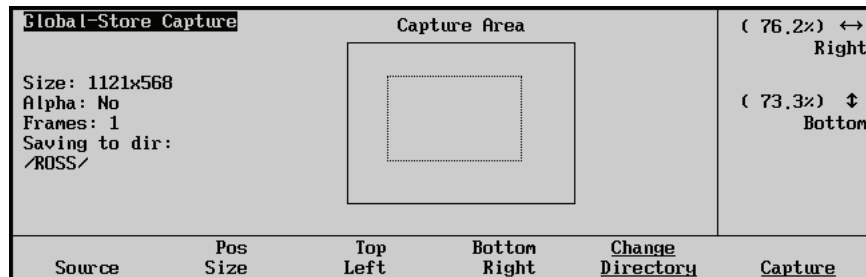 Global-Store Capture
Capture Area
( 76.2%) ↔
Right
Size: 1121x568
Alpha: No
Frames: 1
Saving to dir:
/ROSS/
( 73.3%) ↕
Bottom
Source
Pos
Size
Top
Left
Bottom
Right
Change
Directory
Capture